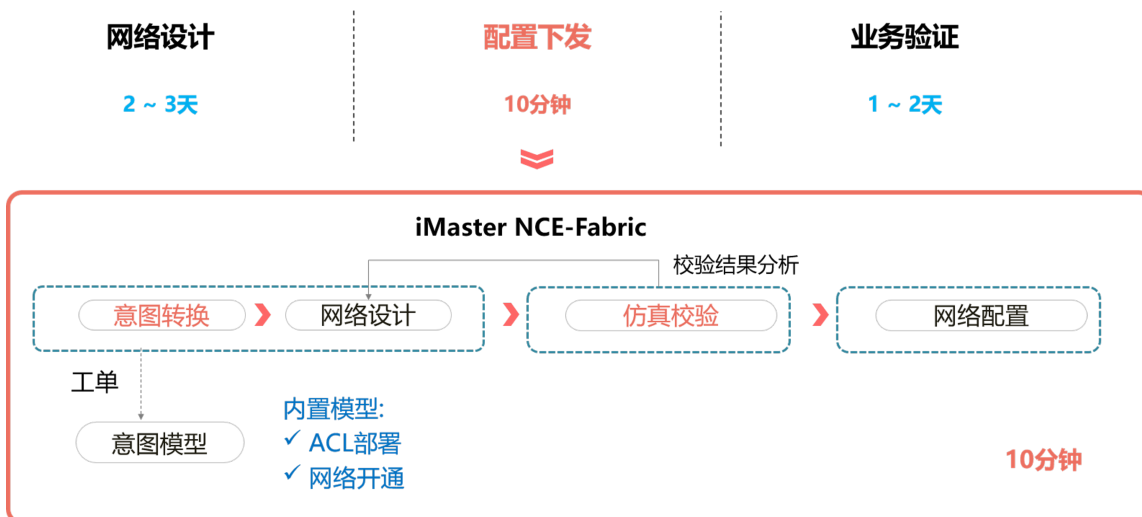 网络设计
配置下发
业务验证
2 ~ 3天
10分钟
1 ~ 2天
iMaster NCE-Fabric
校验结果分析
意图转换
网络设计
仿真校验
网络配置
工单
意图模型
内置模型:
✓ ACL部署
✓ 网络开通
10分钟